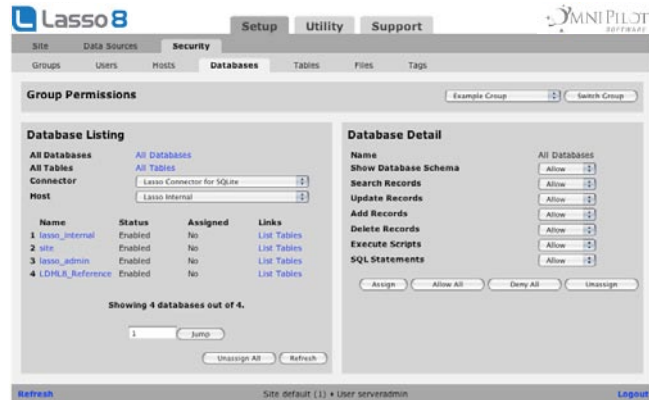 Lasso 8
Setup Utility Support
OMNIPILOT
SOFTWARE
Site Data Sources Security
Groups Users Hosts Databases Tables Files Tags
Group Permissions
Example Group Switch Group
Database Listing
All Databases All Databases
All Tables All Tables
Connector Lasso Connector for SQLite
Host Lasso Internal
Name Status Assigned Links
1 lasso_internal Enabled No List Tables
2 site Enabled No List Tables
3 lasso_admin Enabled No List Tables
4 LDML8_Reference Enabled No List Tables
Showing 4 databases out of 4.
1 Jump
Unassign All Refresh
Database Detail
Name All Databases
Show Database Schema Allow
Search Records Allow
Update Records Allow
Add Records Allow
Delete Records Allow
Execute Scripts Allow
SQL Statements Allow
Assign Allow All Deny All Unassign
Refresh Site default (1) • User serveradmin Logout